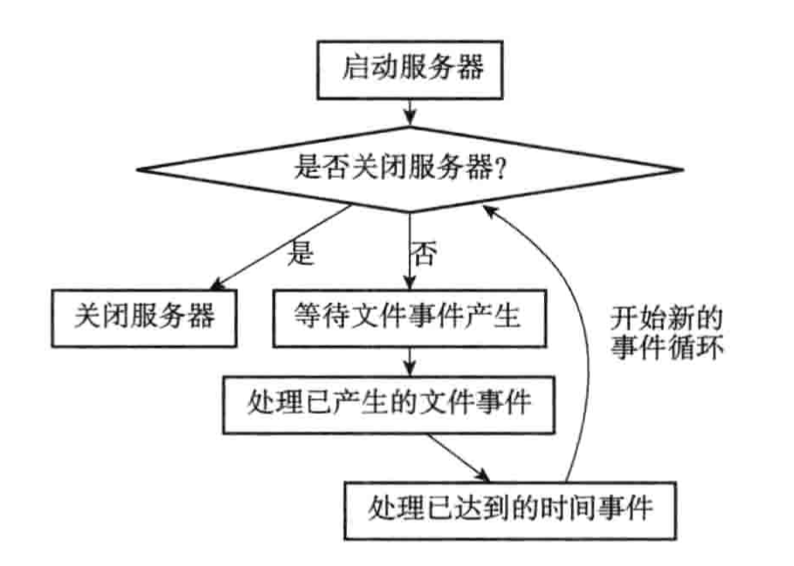 启动服务器
是否关闭服务器?
是
否
关闭服务器
等待文件事件产生
开始新的
事件循环
处理已产生的文件事件
处理已达到的时间事件